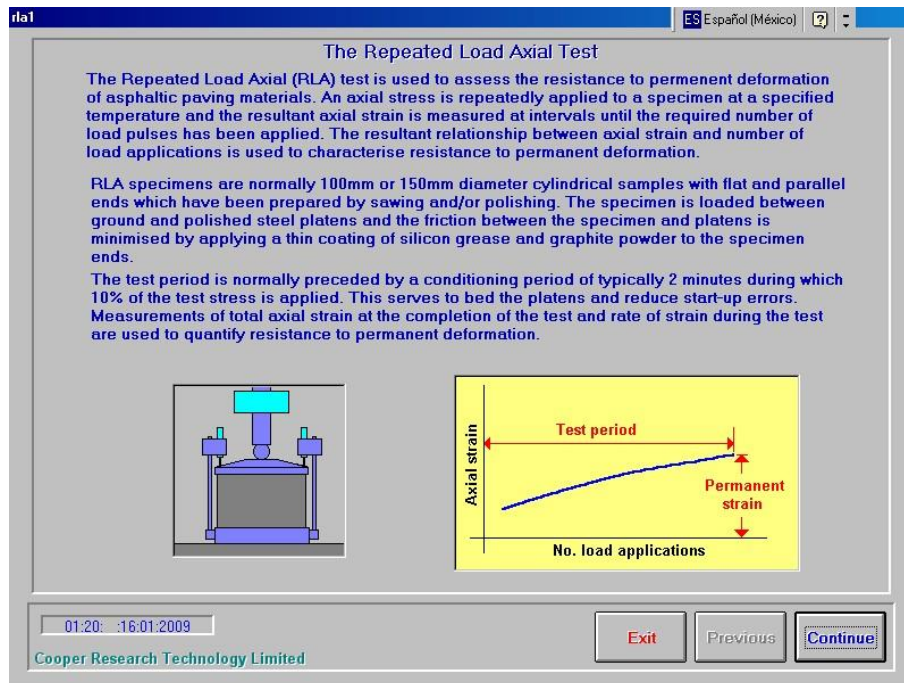 rla1
ES Español (México)
The Repeated Load Axial Test
The Repeated Load Axial (RLA) test is used to assess the resistance to permenent deformation
of asphaltic paving materials. An axial stress is repeatedly applied to a specimen at a specified
temperature and the resultant axial strain is measured at intervals until the required number of
load pulses has been applied. The resultant relationship between axial strain and number of
load applications is used to characterise resistance to permanent deformation.
RLA specimens are normally 100mm or 150mm diameter cylindrical samples with flat and parallel
ends which have been prepared by sawing and/or polishing. The specimen is loaded between
ground and polished steel platens and the friction between the specimen and platens is
minimised by applying a thin coating of silicon grease and graphite powder to the specimen
ends.
The test period is normally preceded by a conditioning period of typically 2 minutes during which
10% of the test stress is applied. This serves to bed the platens and reduce start-up errors.
Measurements of total axial strain at the completion of the test and rate of strain during the test
are used to quantify resistance to permanent deformation.
Axial strain
Test period
Permanent
strain
No. load applications
01:20: :16:01:2009
Cooper Research Technology Limited
Exit
Previous
Continue